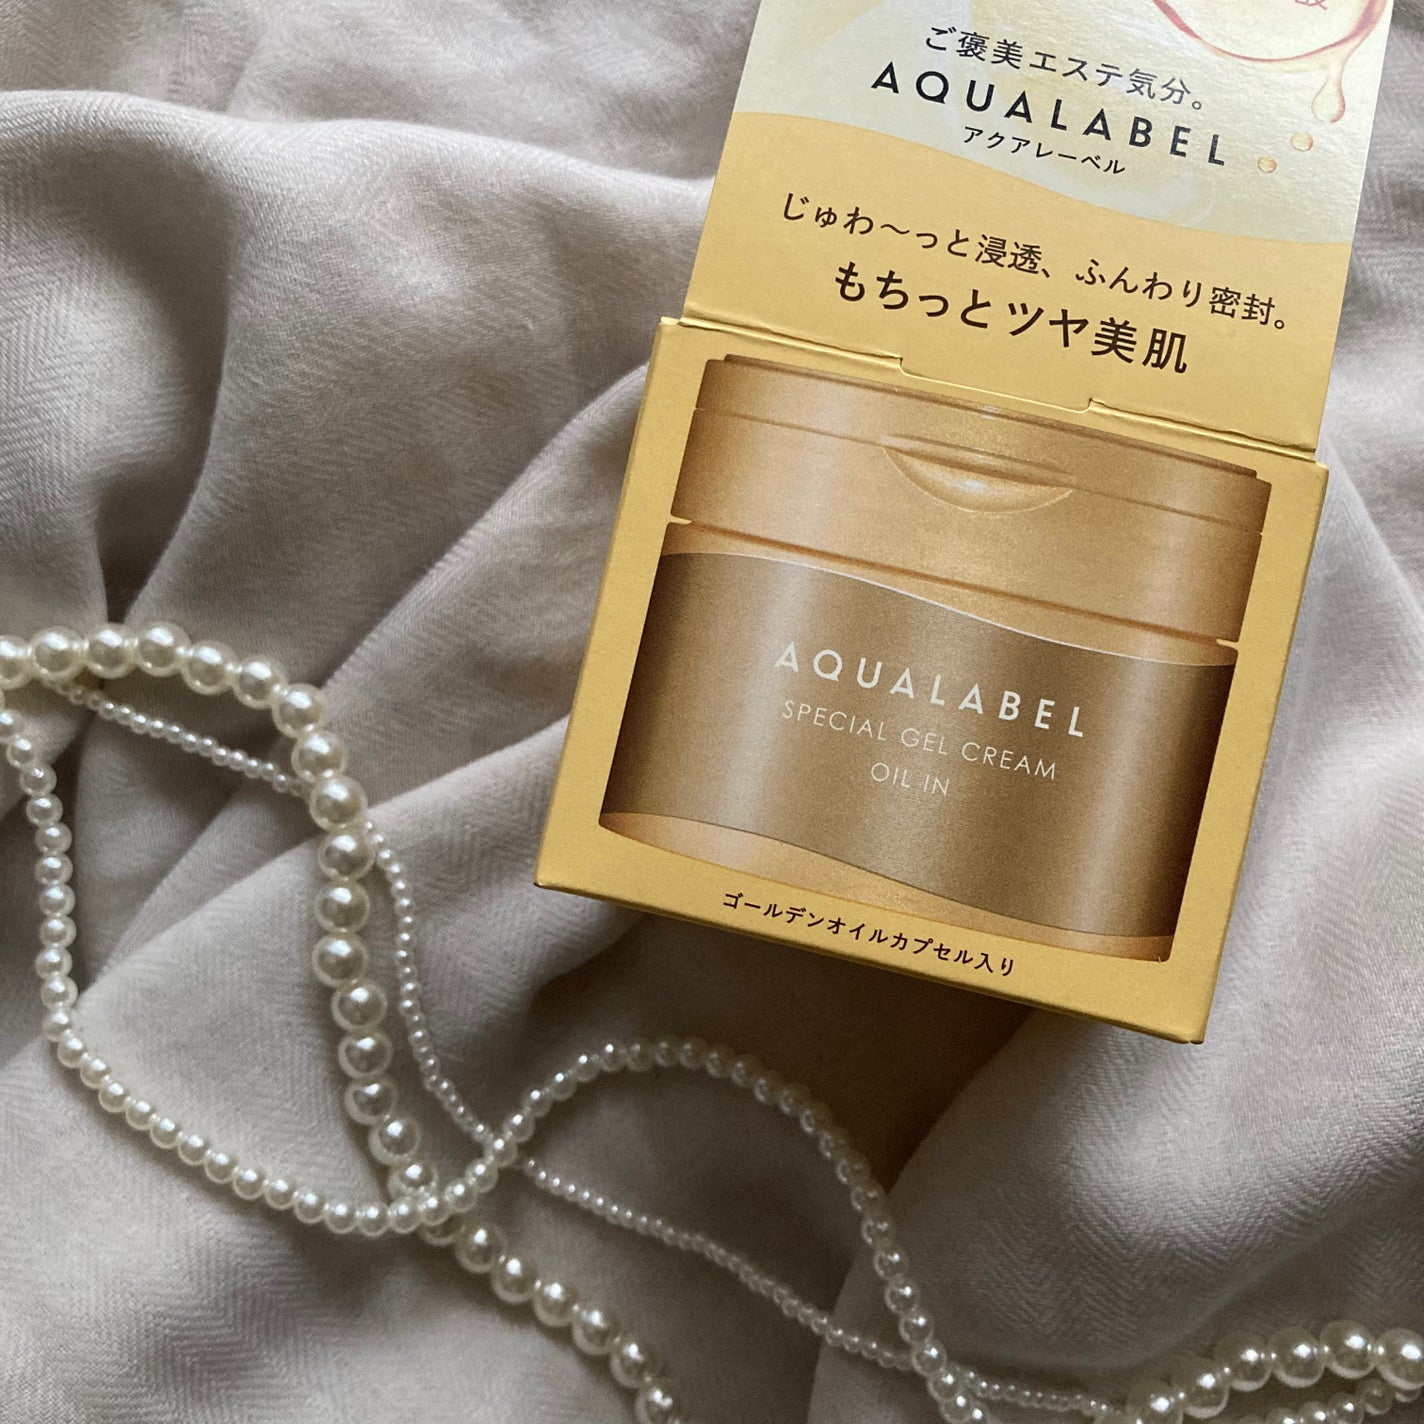 ご褒美エステ気分。
AQUALABEL
アクアレーベル
じゅわ〜っと浸透、ふんわり密封。
もちっとツヤ美肌
AQUALABEL
SPECIAL GEL CREAM
OIL IN
ゴールデンオイルカプセル入り